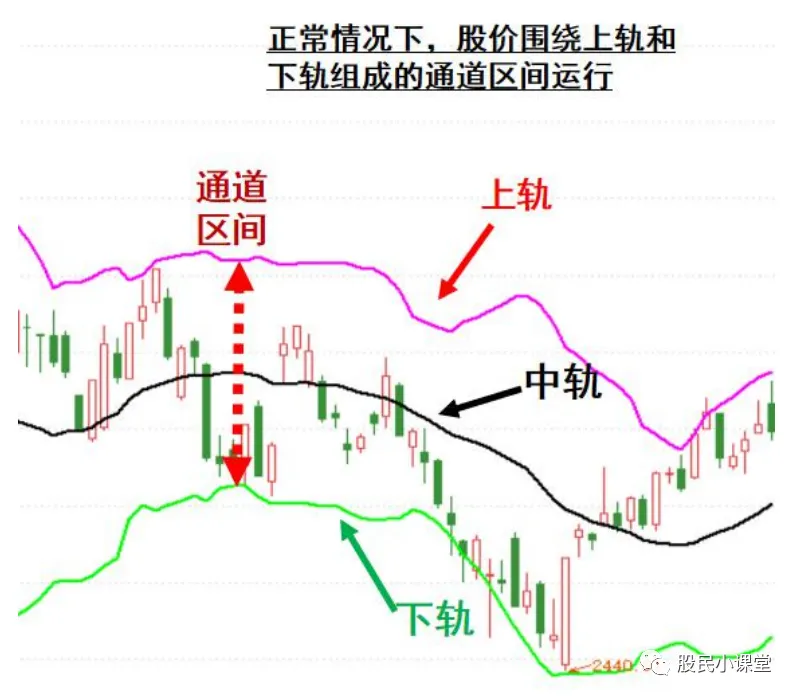 正常情况下，股价围绕上轨和
下轨组成的通道区间运行
通道
区间
上轨
中轨
下轨
2440.
股民小课堂